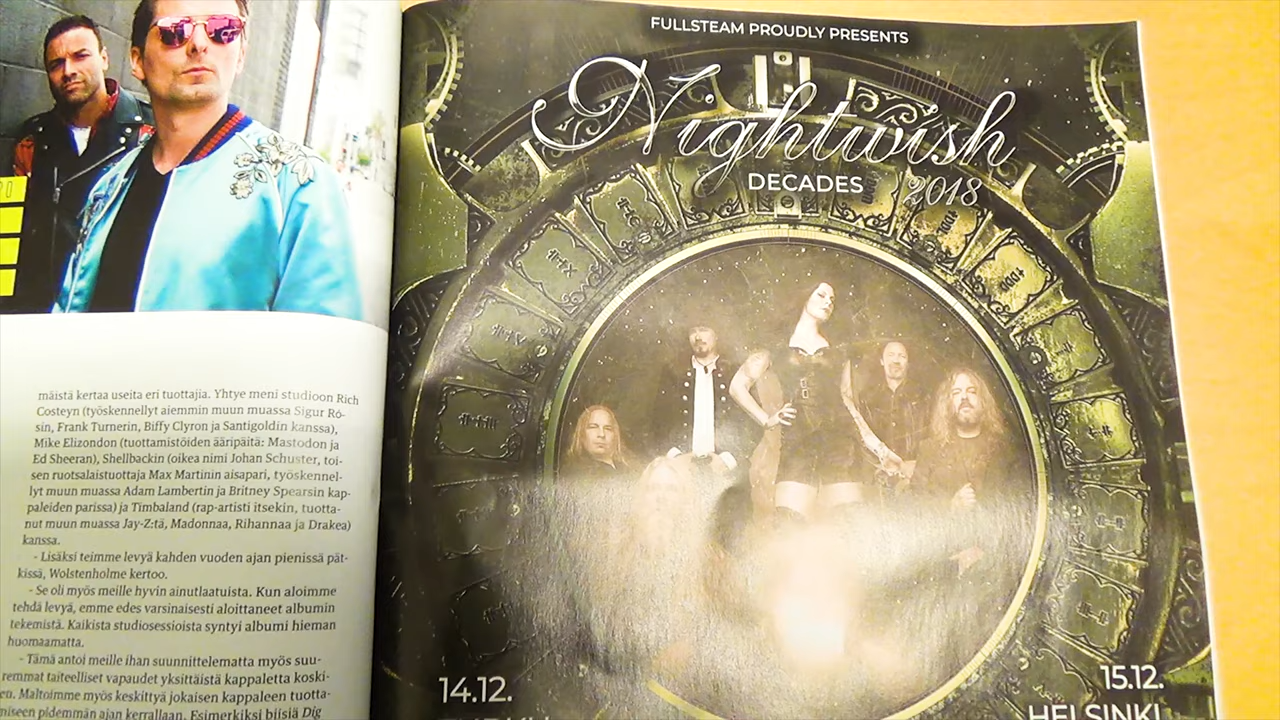 mäistä kertaa useita eri tuottajia. Yhtye meni studioon Rich
Costeyn (työskennellyt aiemmin muun muassa Sigur Ró-
sin, Frank Turnerin, Biffy Clyron ja Santigoldin kanssa),
Mike Elizondon (tuottamistöiden ääripäitä: Mastodon ja
Ed Sheeran), Shellbackin (oikea nimi Johan Schuster, toi-
sen ruotsalaistuottaja Max Martinin aisapari, työskennel-
lyt muun muassa Adam Lambertin ja Britney Spearsin kap-
paleiden parissa) ja Timbaland (rap-artisti itsekin, tuotta-
nut muun muassa Jay-Z:tä, Madonnaa, Rihannaa ja Drakea)
kanssa.
- Lisäksi teimme levyä kahden vuoden ajan pienissä pät-
kissä, Wolstenholme kertoo.
- Se oli myös meille hyvin ainutlaatuista. Kun aloimme
tehdä levyä, emme edes varsinaisesti aloittaneet albumin
tekemistä. Kaikista studiosessioista syntyi albumi hieman
huomaamatta.
- Tämä antoi meille ihan suunnittelematta myös suu-
remmat taiteelliset vapaudet yksittäistä kappaletta koski-
en. Maltoimme myös keskittyä jokaisen kappaleen tuotta-
miseen pidemmän ajan kerrallaan. Esimerkiksi biisiä Dig
FULLSTEAM PROUDLY PRESENTS
Nightwish
DECADES 2018
14.12.
15.12.
HELSINKI